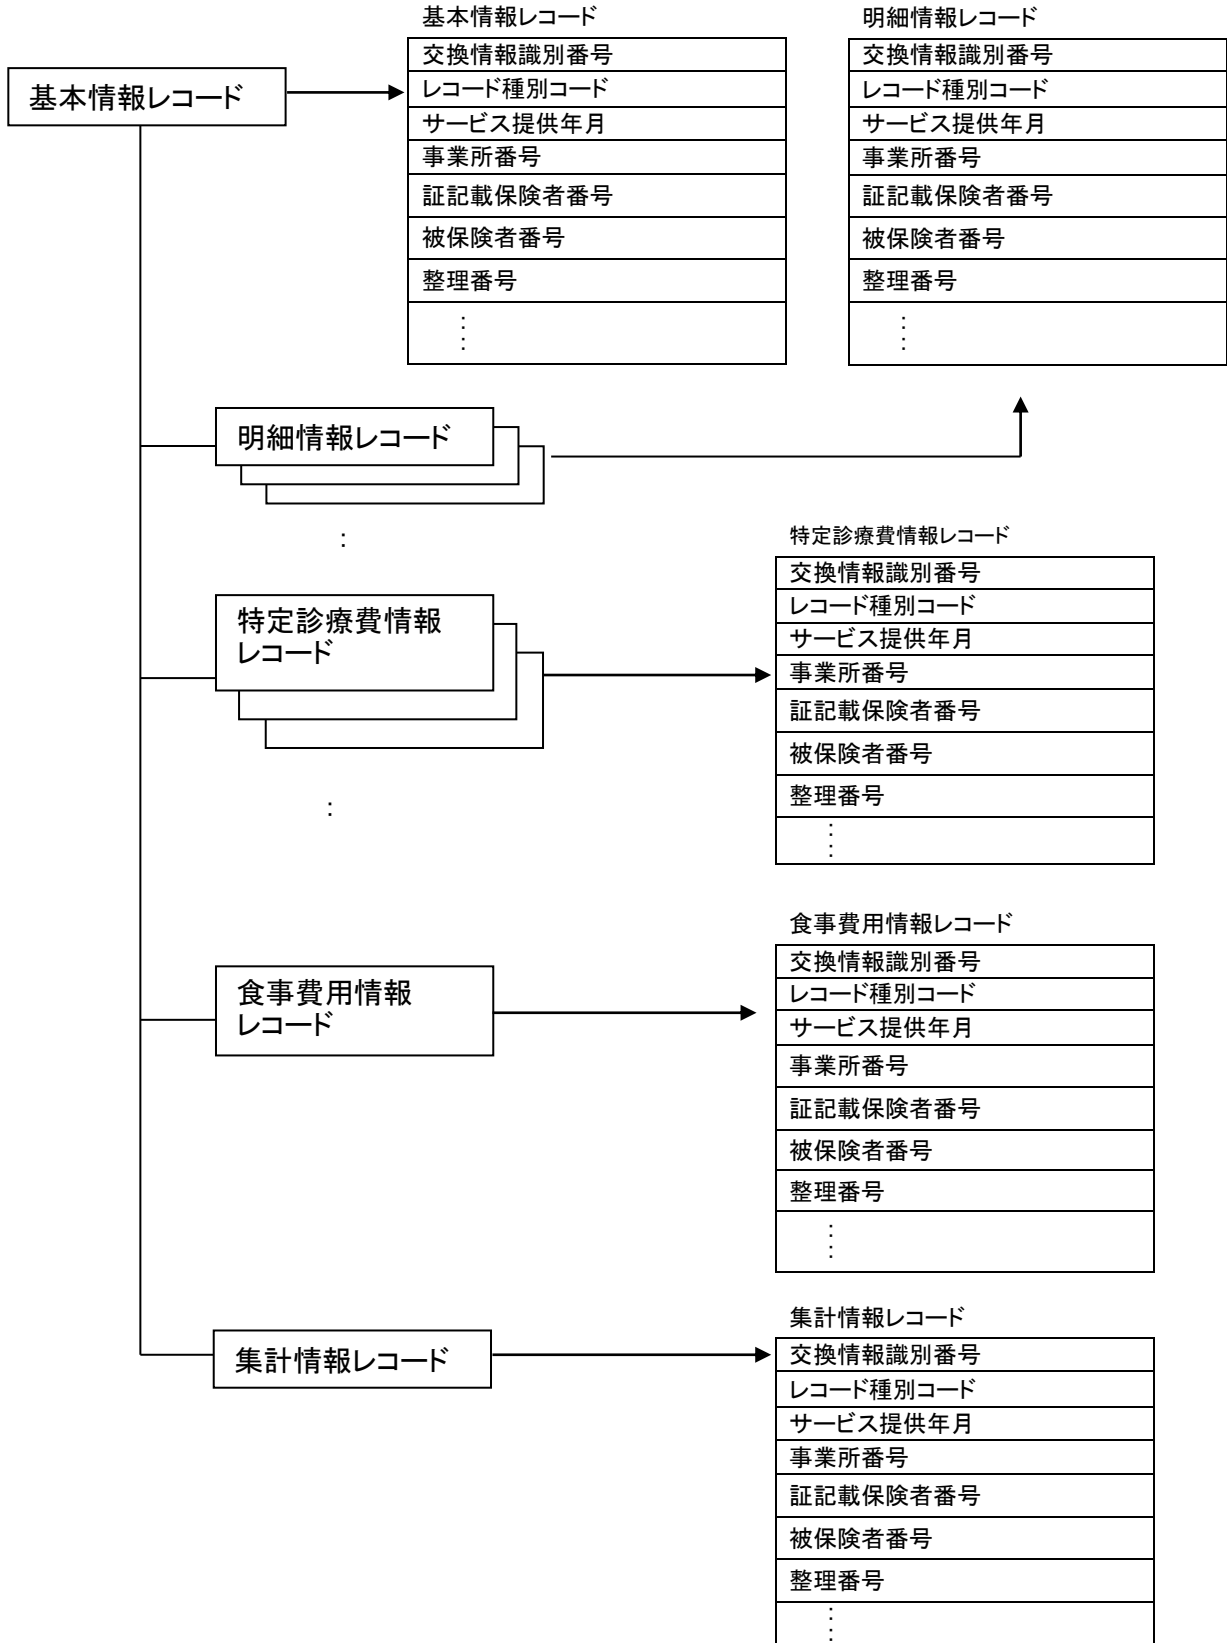 基本情報レコード
基本情報レコード
交換情報識別番号
レコード種別コード
サービス提供年月
事業所番号
証記載保険者番号
被保険者番号
整理番号
：
：
明細情報レコード
交換情報識別番号
レコード種別コード
サービス提供年月
事業所番号
証記載保険者番号
被保険者番号
整理番号
：
：
明細情報レコード
：
特定診療費情報
レコード
：
特定診療費情報レコード
交換情報識別番号
レコード種別コード
サービス提供年月
事業所番号
証記載保険者番号
被保険者番号
整理番号
：
：
食事費用情報
レコード
食事費用情報レコード
交換情報識別番号
レコード種別コード
サービス提供年月
事業所番号
証記載保険者番号
被保険者番号
整理番号
：
：
集計情報レコード
集計情報レコード
交換情報識別番号
レコード種別コード
サービス提供年月
事業所番号
証記載保険者番号
被保険者番号
整理番号
：
：